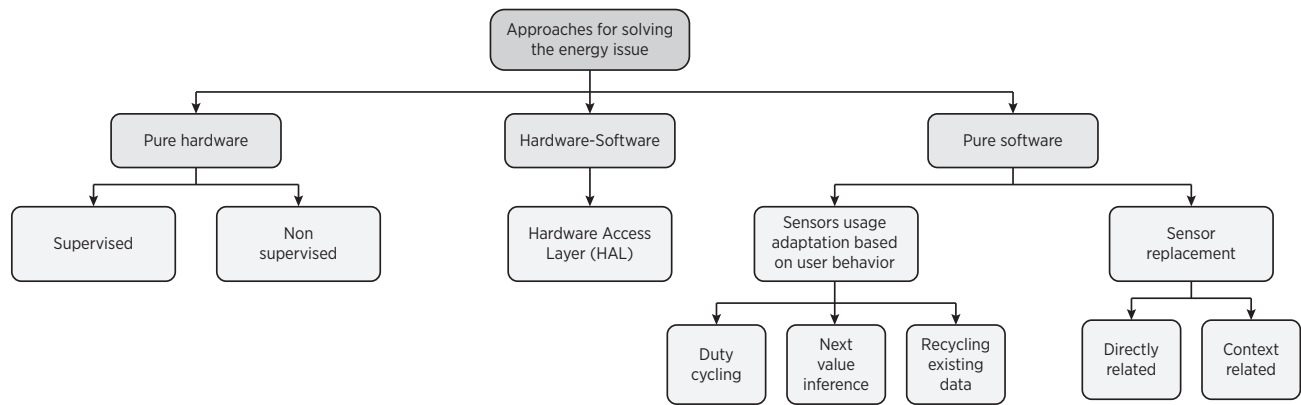 Approaches for solving
the energy issue
Pure hardware
Hardware-Software
Pure software
Supervised
Non
supervised
Hardware Access
Layer (HAL)
Sensors usage
adaptation based
on user behavior
Sensor
replacement
Duty
cycling
Next
value
inference
Recycling
existing
data
Directly
related
Context
related